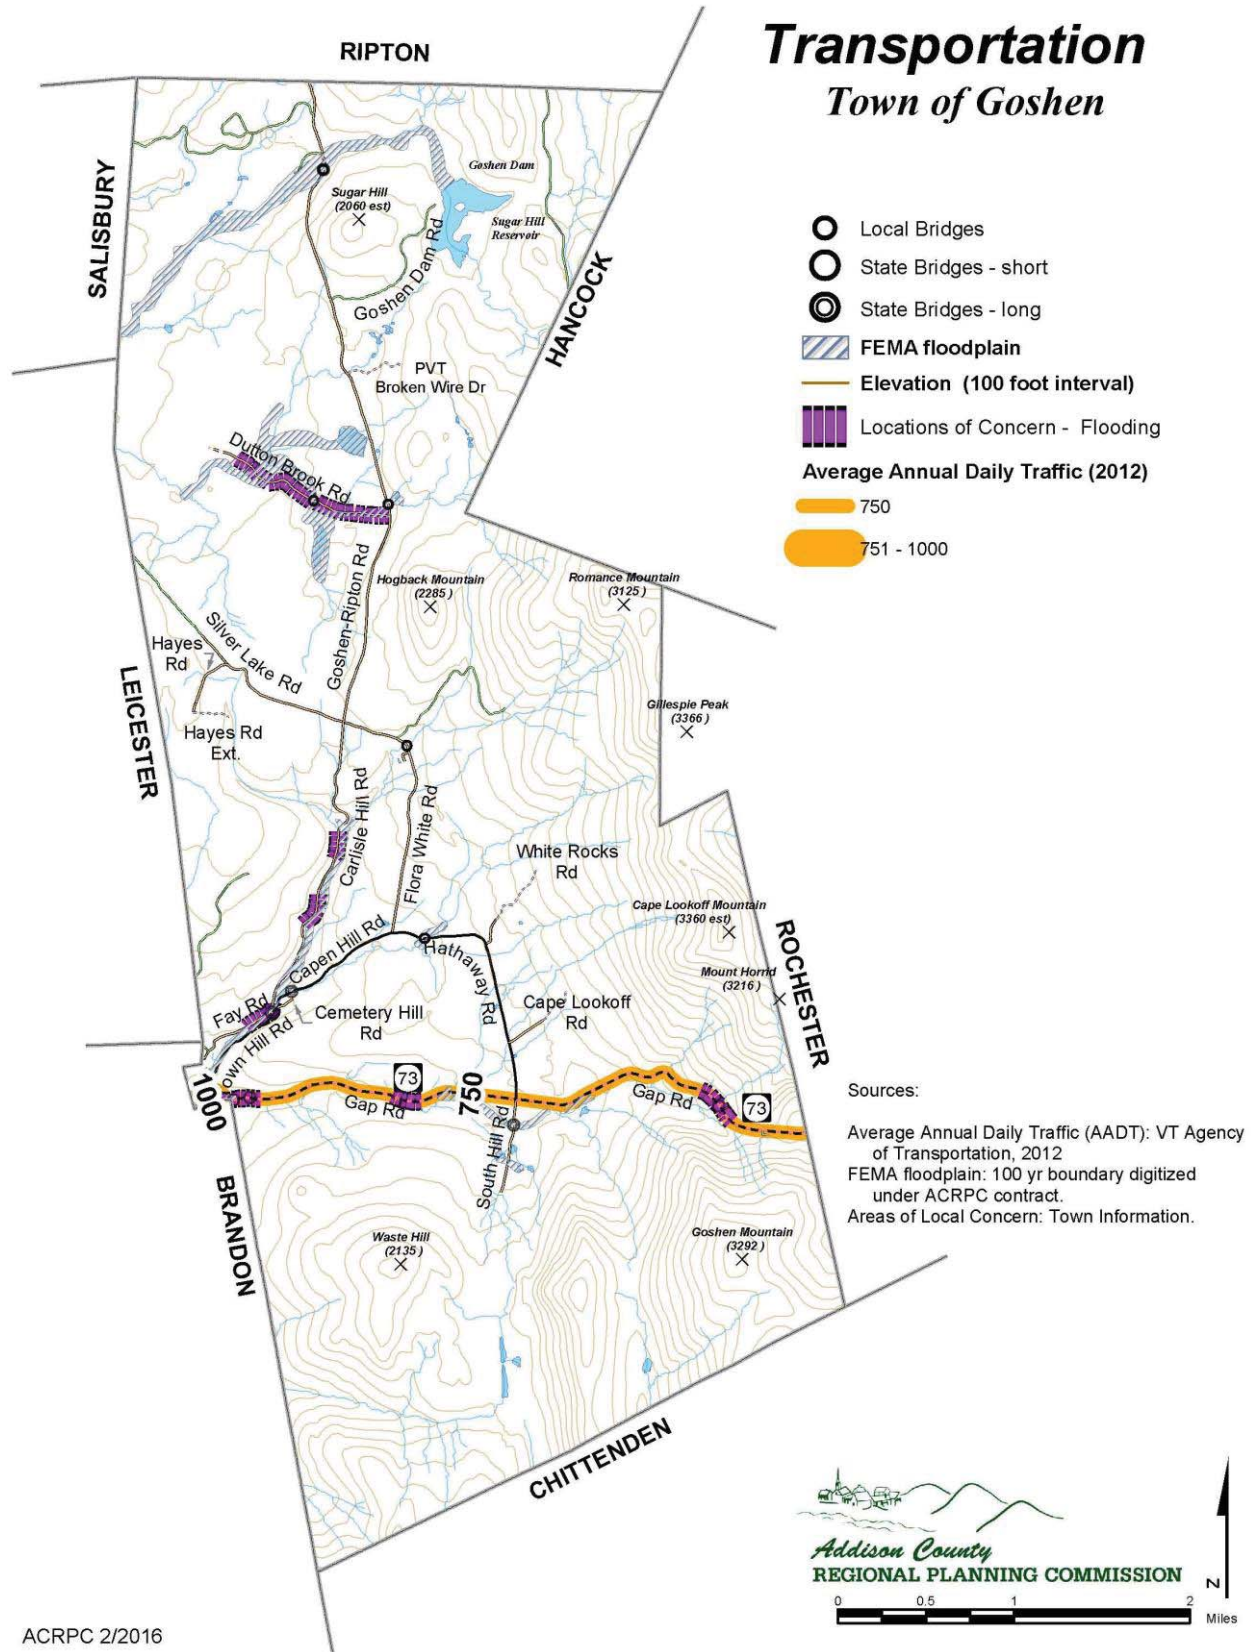 Transportation
Town of Goshen
RIPTON
SALISBURY
Goshen Dam
Sugar Hill
(2060 est)
Sugar Hill
Reservoir
Goshen Dam Rd
HANCOCK
PVT
Broken Wire Dr
Dutton Brook Rd
Goshen-Ripton Rd
Hogback Mountain
(2285 )
Romance Mountain
(3125 )
Silver Lake Rd
Hayes
Rd
LEICESTER
Hayes Rd
Ext.
Gillespie Peak
(3366 )
Carlisle Hill Rd
Flora White Rd
White Rocks
Rd
Cape Lookoff Mountain
(3360 est)
ROCHESTER
Mount Horrid
(3216 )
Capen Hill Rd
Hathaway Rd
Fay Rd
Cemetery Hill
Rd
Cape Lookoff
Rd
own Hill Rd
1000
73
750
Gap Rd
Gap Rd
73
South Hill Rd
BRANDON
Waste Hill
(2135 )
Goshen Mountain
(3292 )
CHITTENDEN
Local Bridges
State Bridges - short
State Bridges - long
FEMA floodplain
Elevation (100 foot interval)
Locations of Concern - Flooding
Average Annual Daily Traffic (2012)
750
751 - 1000
Sources:
Average Annual Daily Traffic (AADT): VT Agency
of Transportation, 2012
FEMA floodplain: 100 yr boundary digitized
under ACRPC contract.
Areas of Local Concern: Town Information.
Addison County
REGIONAL PLANNING COMMISSION
0 0.5 1 2
Miles
N
ACRPC 2/2016